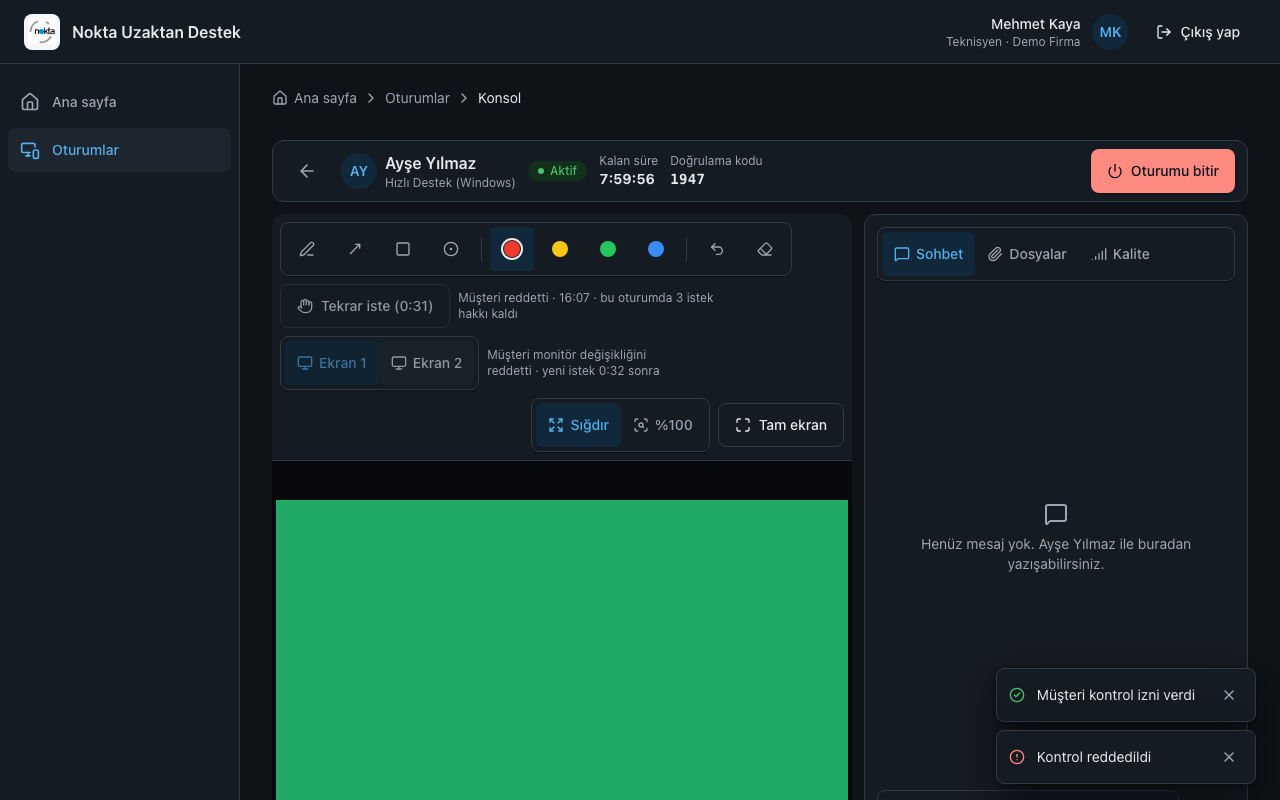 nokta
Nokta Uzaktan Destek
Mehmet Kaya
Teknisyen · Demo Firma
MK
Çıkış yap
Ana sayfa
Oturumlar
Ana sayfa
Oturumlar
Konsol
AY
Ayşe Yılmaz
Hızlı Destek (Windows)
Aktif
Kalan süre
7:59:56
Doğrulama kodu
1947
Oturumu bitir
Tekrar iste (0:31)
Müşteri reddetti · 16:07 · bu oturumda 3 istek
hakkı kaldı
Ekran 1
Ekran 2
Müşteri monitör değişikliğini
reddetti · yeni istek 0:32 sonra
Sığdır
%100
Tam ekran
Sohbet
Dosyalar
Kalite
Henüz mesaj yok. Ayşe Yılmaz ile buradan
yazışabilirsiniz.
Müşteri kontrol izni verdi
Kontrol reddedildi